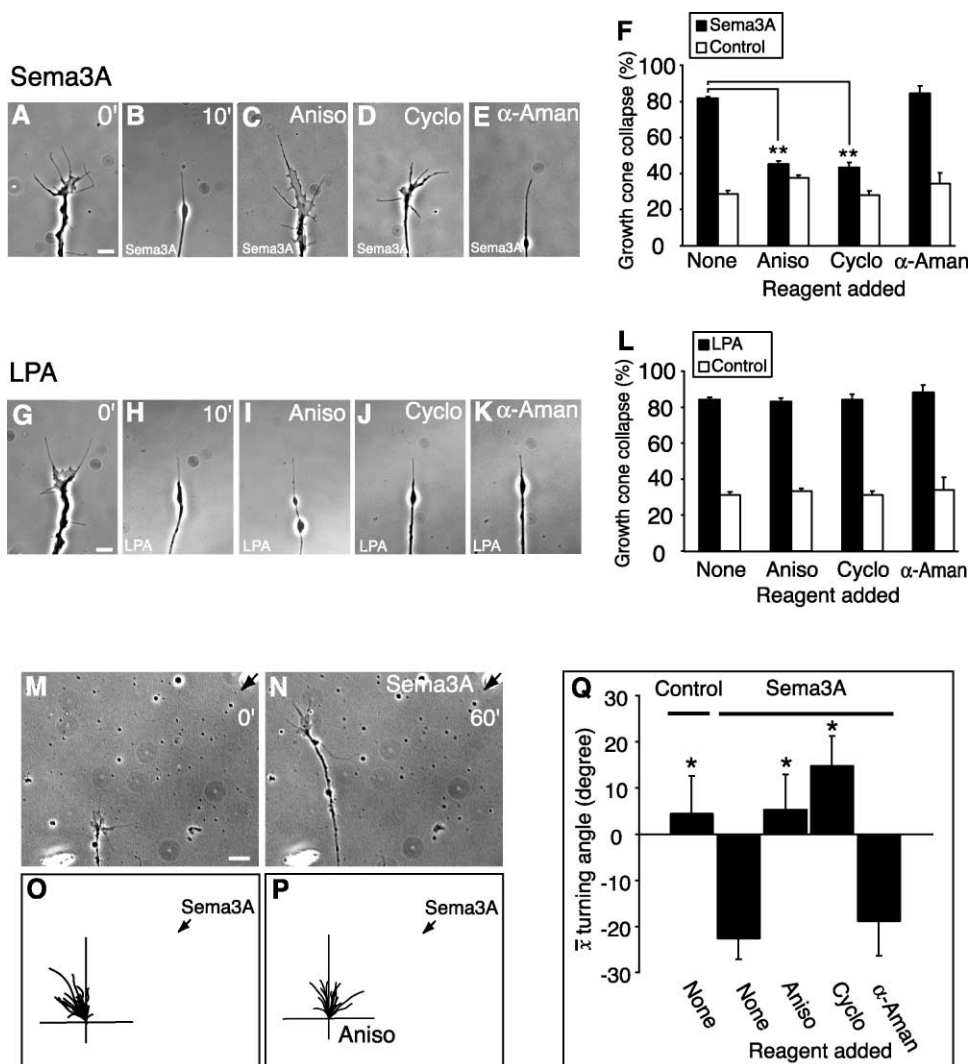 Sema3A
A 0'
B 10'
Sema3A
C Aniso
Sema3A
D Cyclo
Sema3A
E α-Aman
Sema3A
F
Sema3A
Control
Growth cone collapse (%)
100
80
60
40
20
0
** **
None Aniso Cyclo α-Aman
Reagent added
LPA
G 0'
H 10'
LPA
I Aniso
LPA
J Cyclo
LPA
K α-Aman
LPA
L
LPA
Control
Growth cone collapse (%)
100
80
60
40
20
0
None Aniso Cyclo α-Aman
Reagent added
M
0'
N Sema3A
60'
O
Sema3A
P
Sema3A
Aniso
Q
Control Sema3A
x̅ turning angle (degree)
30
20
10
0
-10
-20
-30
* * *
None None Aniso Cyclo α-Aman
Reagent added